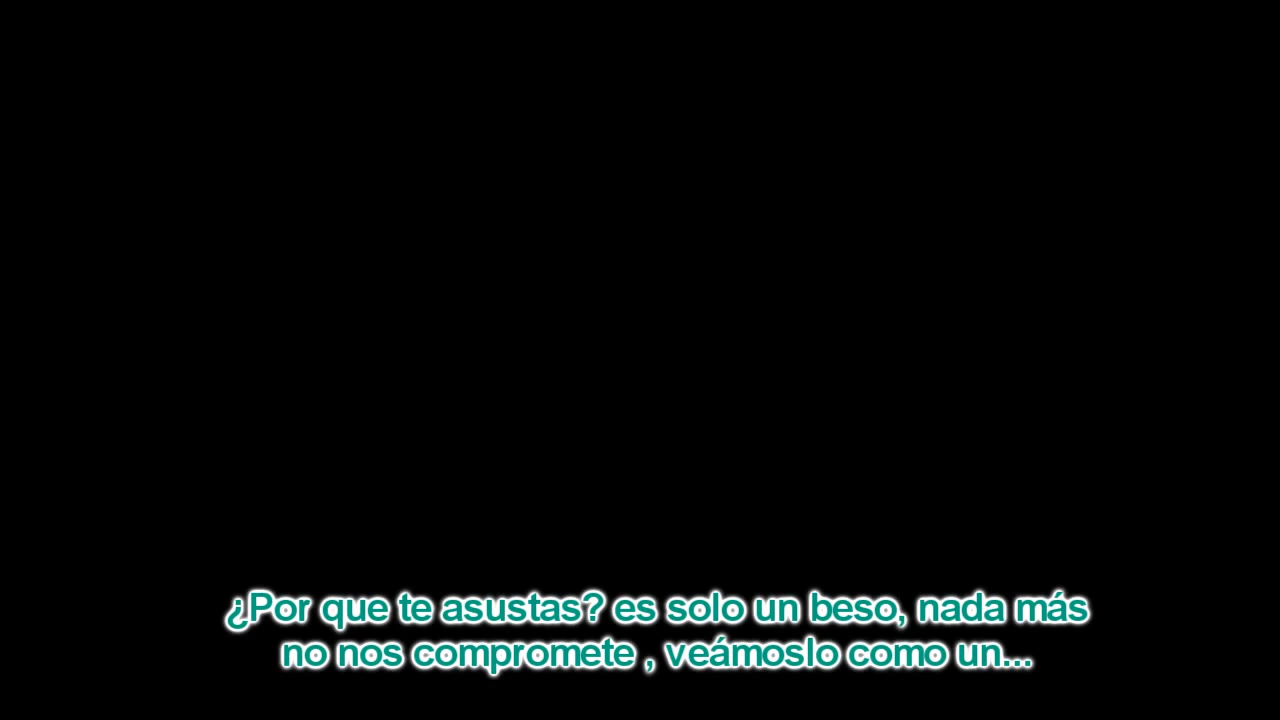 ¿Por que te asustas? es solo un beso, nada más
no nos compromete , veámoslo como un...